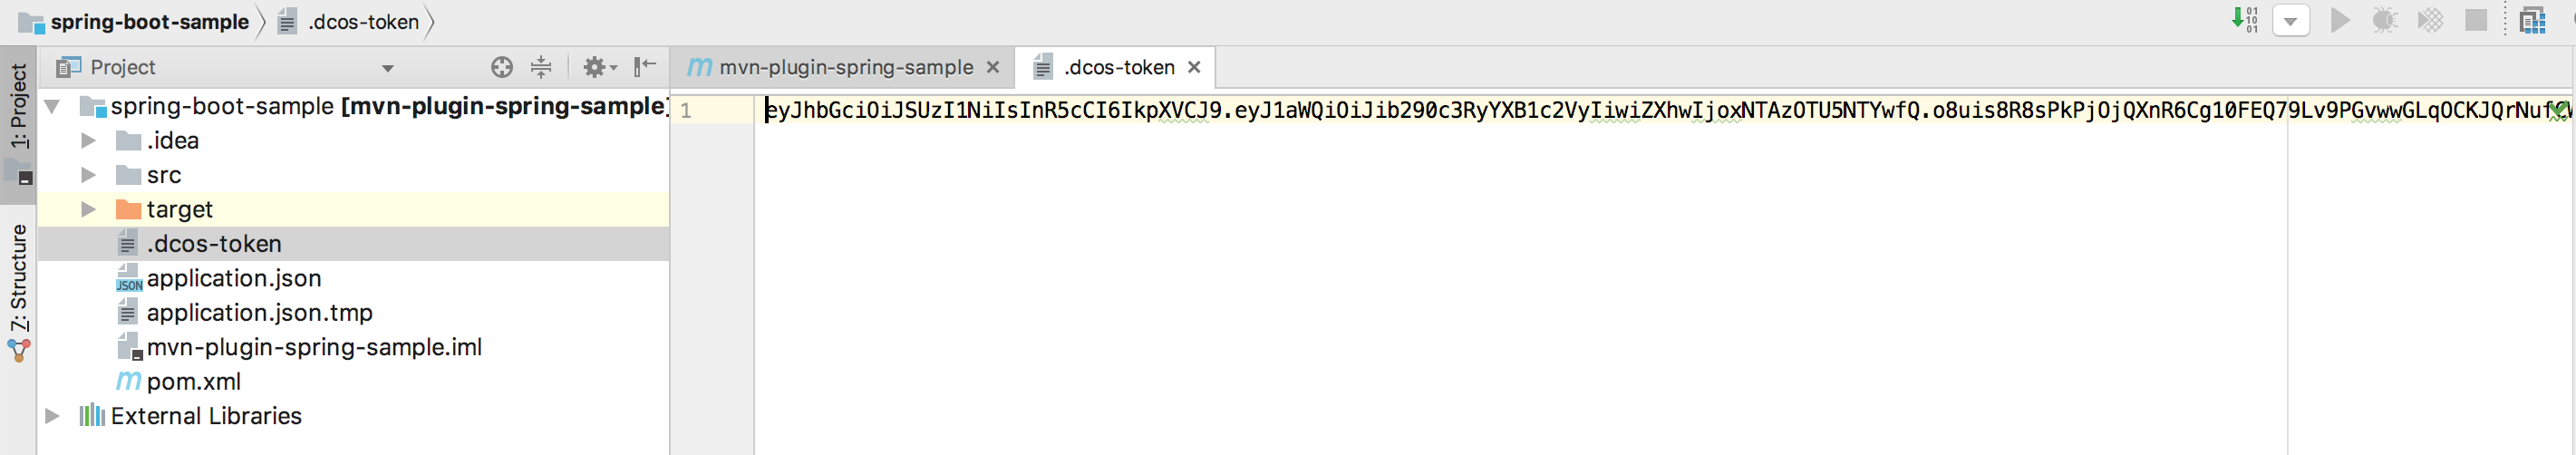 spring-boot-sample .dcos-token
Project
mvn-plugin-spring-sample .dcos-token
1: Project
7: Structure
spring-boot-sample [mvn-plugin-spring-sample]
.idea
src
target
.dcos-token
application.json
application.json.tmp
mvn-plugin-spring-sample.iml
pom.xml
External Libraries
1 eyJhbGciOiJSUzI1NiIsInR5cCI6IkpXVCJ9.eyJ1aWQiOiJib290c3RyYXB1c2VyIiwiZXhwIjoxNTAzOTU5NTYwfQ.o8uis8R8sPkPjOjQXnR6Cg10FEQ79Lv9PGvwwGLqOCKJQrNuf